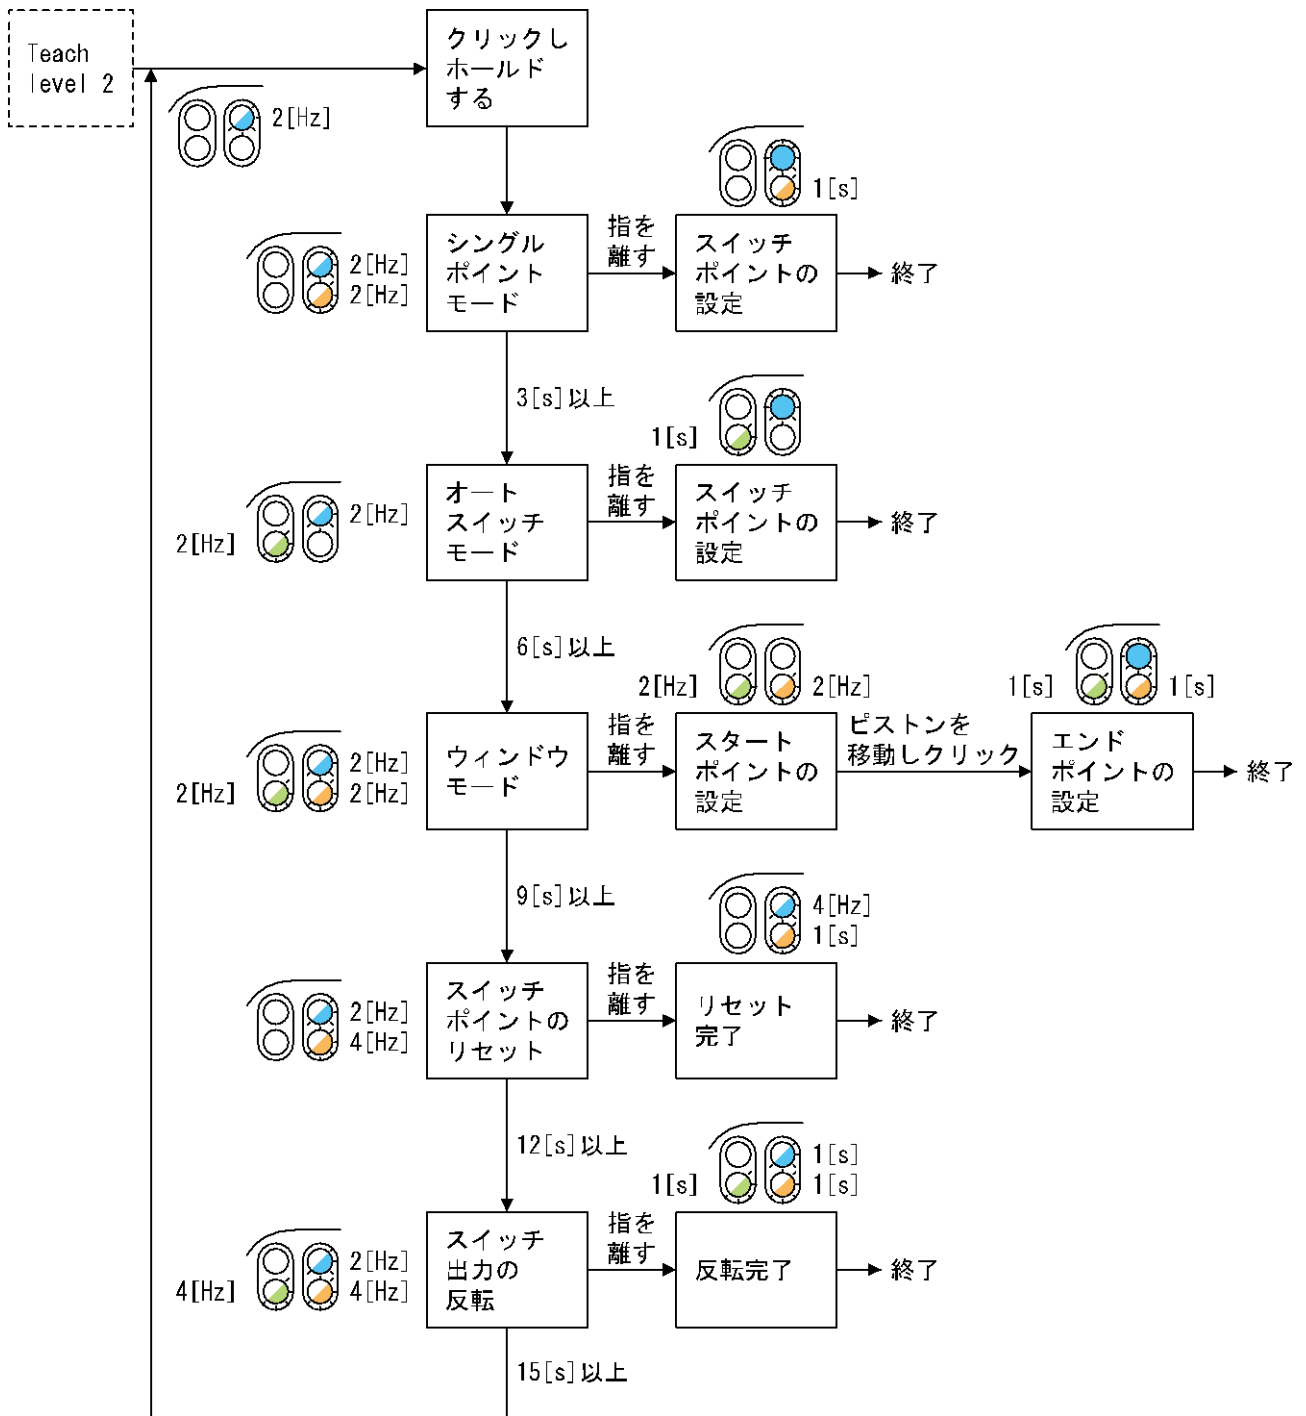 Teach
level 2
クリックし
ホールド
する
2[Hz]
1[s]
2[Hz]
2[Hz]
シングル
ポイント
モード
指を
離す
スイッチ
ポイントの
設定
終了
3[s]以上
1[s]
2[Hz]
2[Hz]
オート
スイッチ
モード
指を
離す
スイッチ
ポイントの
設定
終了
6[s]以上
2[Hz]
2[Hz]
1[s]
1[s]
2[Hz]
2[Hz]
2[Hz]
ウィンドウ
モード
指を
離す
スタート
ポイントの
設定
ピストンを
移動しクリック
エンド
ポイントの
設定
終了
9[s]以上
4[Hz]
1[s]
2[Hz]
4[Hz]
スイッチ
ポイントの
リセット
指を
離す
リセット
完了
終了
12[s]以上
1[s]
1[s]
1[s]
2[Hz]
4[Hz]
4[Hz]
スイッチ
出力の
反転
指を
離す
反転完了
終了
15[s]以上